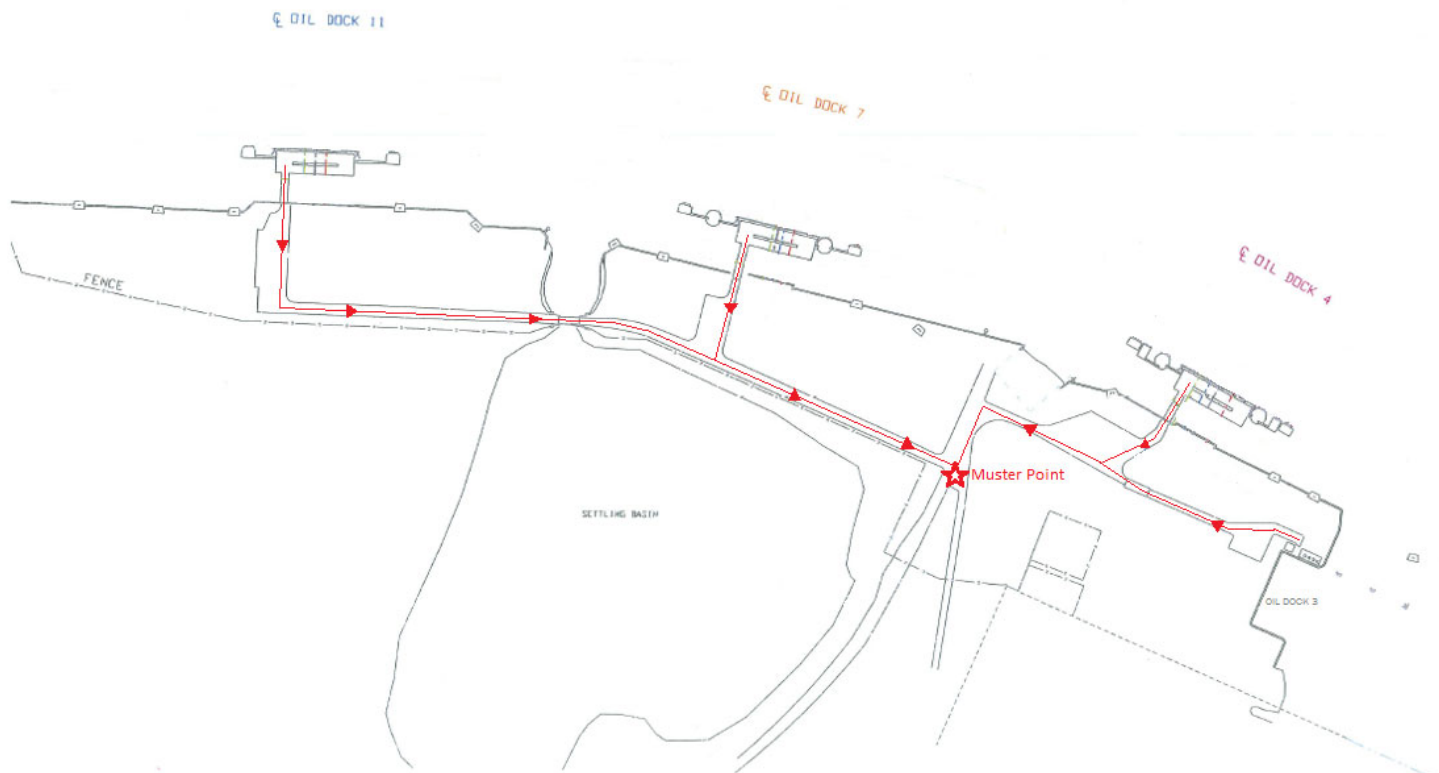 ℄ OIL DOCK 11
℄ OIL DOCK 7
℄ OIL DOCK 4
FENCE
Muster Point
SETTLING BASIN
OIL DOCK 3